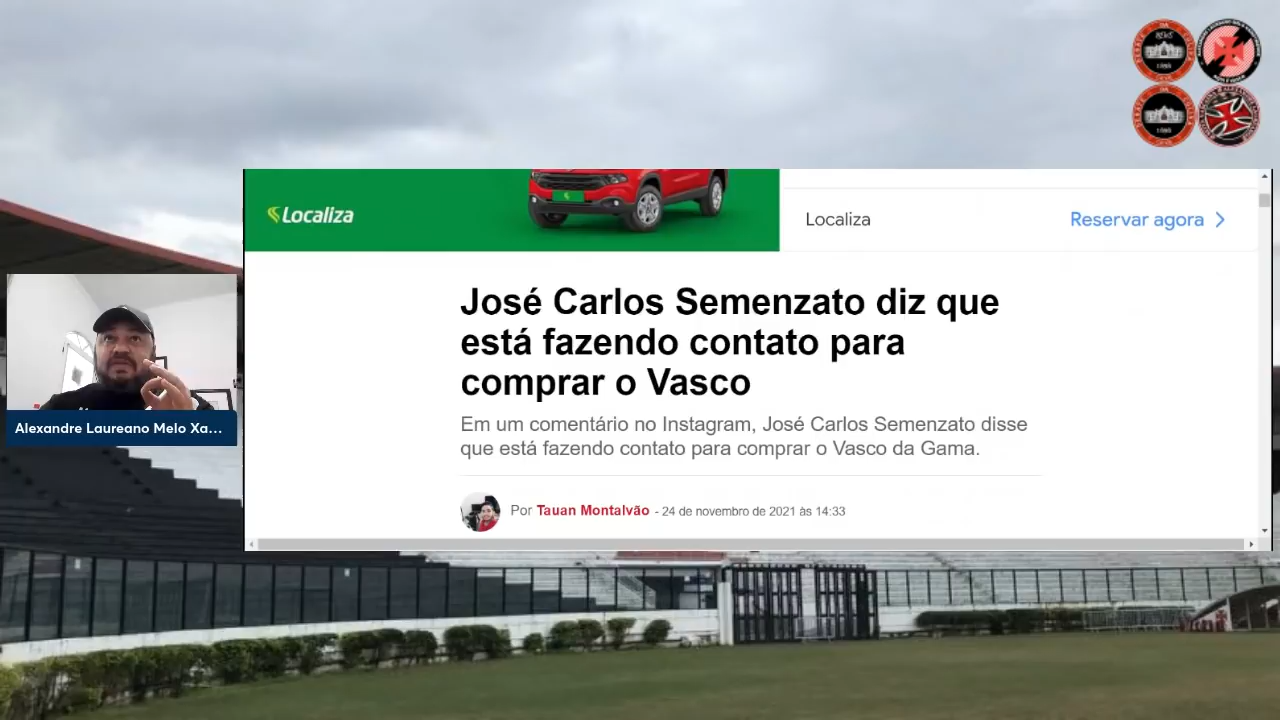 Localiza
Localiza
Reservar agora
José Carlos Semenzato diz que
está fazendo contato para
comprar o Vasco
Em um comentário no Instagram, José Carlos Semenzato disse
que está fazendo contato para comprar o Vasco da Gama.
Por Tauan Montalvão - 24 de novembro de 2021 às 14:33
Alexandre Laureano Melo Xa...